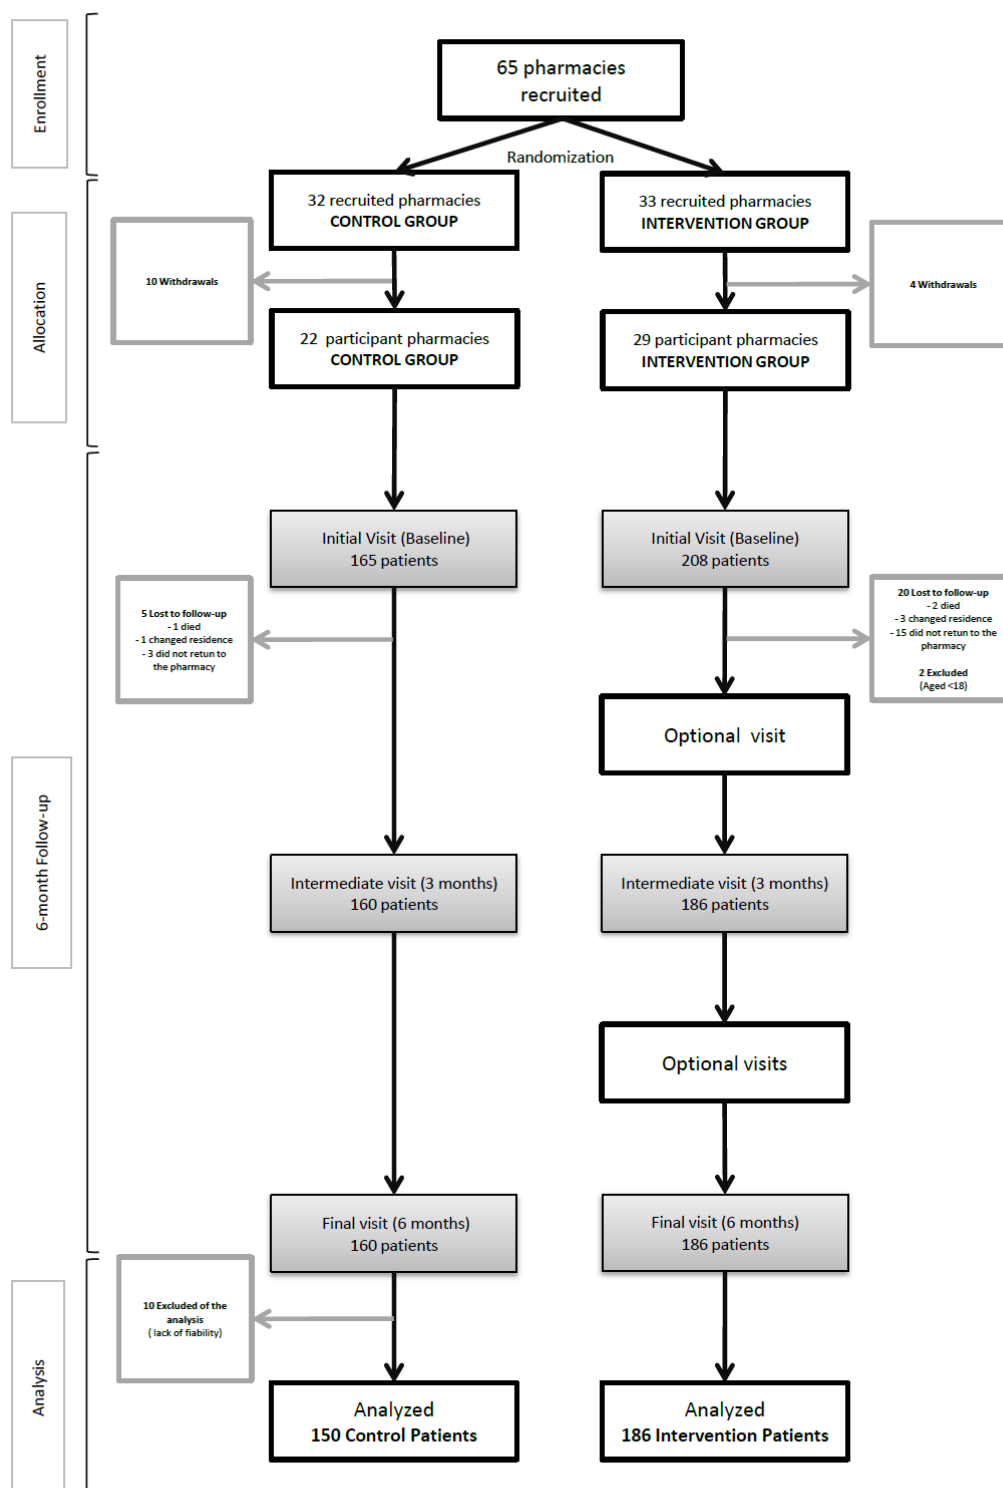 Enrollment
65 pharmacies
recruited
Randomization
32 recruited pharmacies
CONTROL GROUP
33 recruited pharmacies
INTERVENTION GROUP
Allocation
10 Withdrawals
4 Withdrawals
22 participant pharmacies
CONTROL GROUP
29 participant pharmacies
INTERVENTION GROUP
6-month Follow-up
Initial Visit (Baseline)
165 patients
Initial Visit (Baseline)
208 patients
5 Lost to follow-up
- 1 died
- 1 changed residence
- 3 did not retun to
the pharmacy
20 Lost to follow-up
- 2 died
- 3 changed residence
- 15 did not retun to the
pharmacy
2 Excluded
(Aged <18)
Optional visit
Intermediate visit (3 months)
160 patients
Intermediate visit (3 months)
186 patients
Optional visits
Final visit (6 months)
160 patients
Final visit (6 months)
186 patients
Analysis
10 Excluded of the
analysis
( lack of fiability)
Analyzed
150 Control Patients
Analyzed
186 Intervention Patients